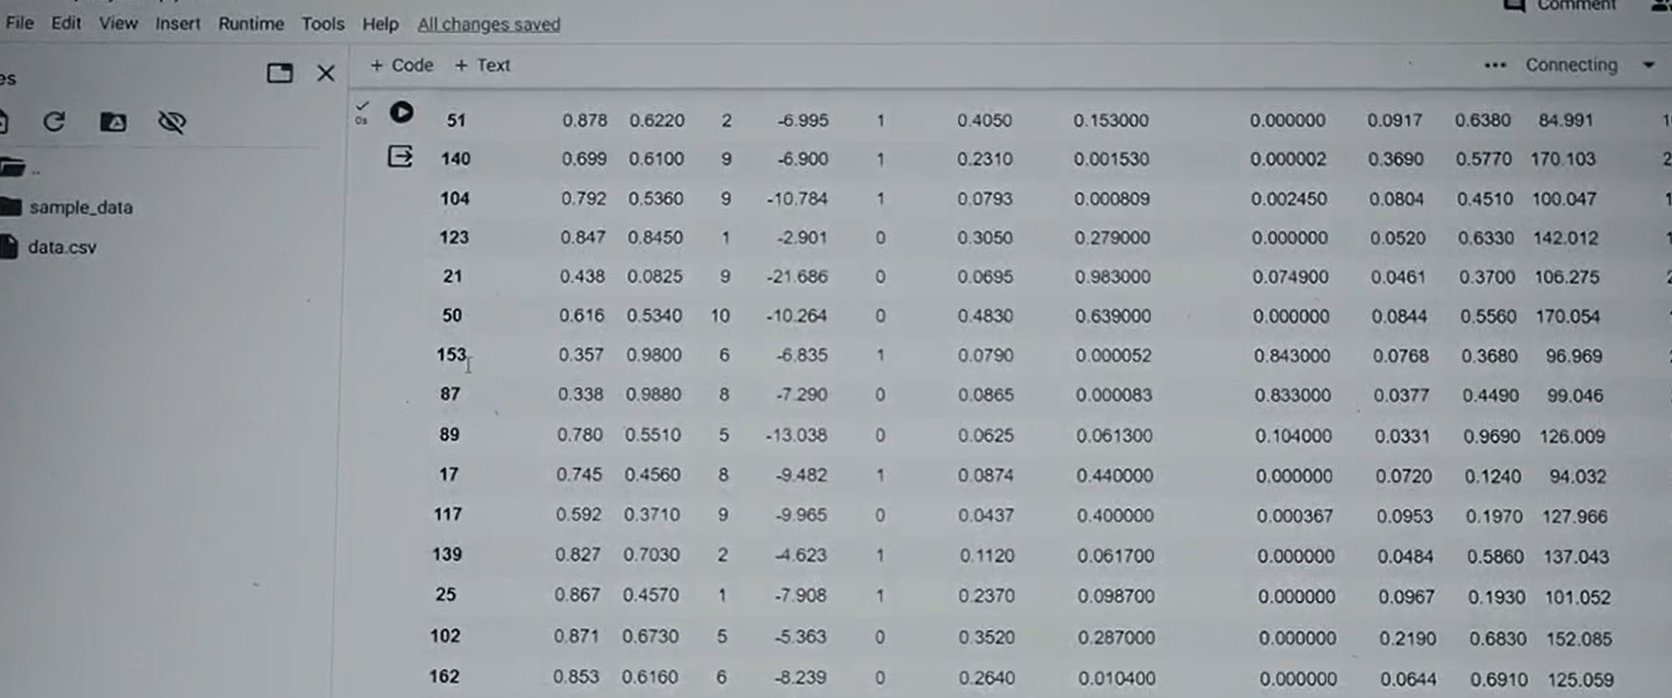 Comment
File Edit View Insert Runtime Tools Help All changes saved
es
+ Code + Text
... Connecting
0s
51 0.878 0.6220 2 -6.995 1 0.4050 0.153000 0.000000 0.0917 0.6380 84.991
140 0.699 0.6100 9 -6.900 1 0.2310 0.001530 0.000002 0.3690 0.5770 170.103
..
104 0.792 0.5360 9 -10.784 1 0.0793 0.000809 0.002450 0.0804 0.4510 100.047
sample_data
123 0.847 0.8450 1 -2.901 0 0.3050 0.279000 0.000000 0.0520 0.6330 142.012
data.csv
21 0.438 0.0825 9 -21.686 0 0.0695 0.983000 0.074900 0.0461 0.3700 106.275
50 0.616 0.5340 10 -10.264 0 0.4830 0.639000 0.000000 0.0844 0.5560 170.054
153 0.357 0.9800 6 -6.835 1 0.0790 0.000052 0.843000 0.0768 0.3680 96.969
87 0.338 0.9880 8 -7.290 0 0.0865 0.000083 0.833000 0.0377 0.4490 99.046
89 0.780 0.5510 5 -13.038 0 0.0625 0.061300 0.104000 0.0331 0.9690 126.009
17 0.745 0.4560 8 -9.482 1 0.0874 0.440000 0.000000 0.0720 0.1240 94.032
117 0.592 0.3710 9 -9.965 0 0.0437 0.400000 0.000367 0.0953 0.1970 127.966
139 0.827 0.7030 2 -4.623 1 0.1120 0.061700 0.000000 0.0484 0.5860 137.043
25 0.867 0.4570 1 -7.908 1 0.2370 0.098700 0.000000 0.0967 0.1930 101.052
102 0.871 0.6730 5 -5.363 0 0.3520 0.287000 0.000000 0.2190 0.6830 152.085
162 0.853 0.6160 6 -8.239 0 0.2640 0.010400 0.000000 0.0644 0.6910 125.059